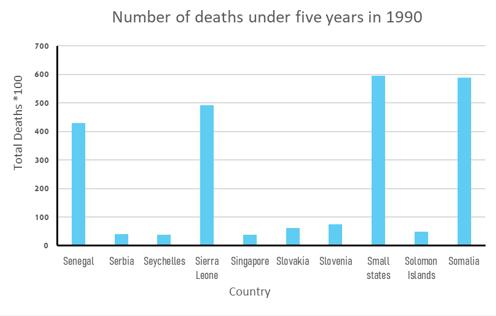 Number of deaths under five years in 1990
Total Deaths *100
700
600
500
400
300
200
100
0
Senegal
Serbia
Seychelles
Sierra
Leone
Singapore
Slovakia
Slovenia
Small
states
Solomon
Islands
Somalia
Country